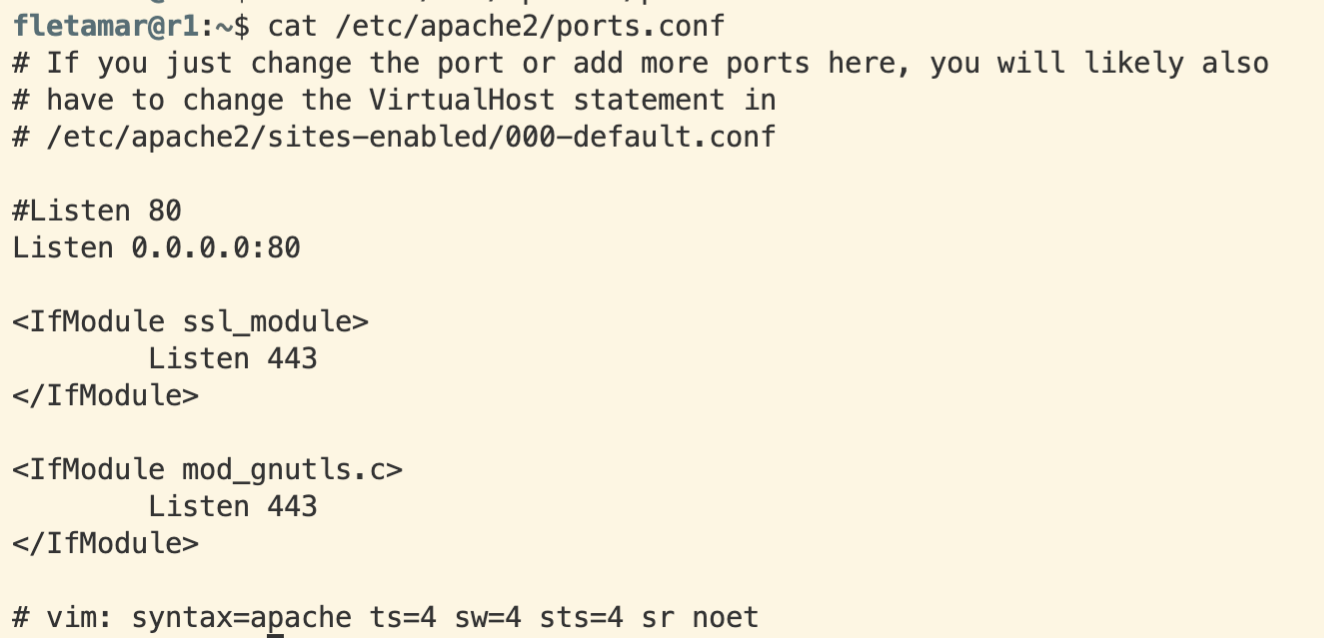 fletamar@r1:~$ cat /etc/apache2/ports.conf
# If you just change the port or add more ports here, you will likely also
# have to change the VirtualHost statement in
# /etc/apache2/sites-enabled/000-default.conf

#Listen 80
Listen 0.0.0.0:80

<IfModule ssl_module>
        Listen 443
</IfModule>

<IfModule mod_gnutls.c>
        Listen 443
</IfModule>

# vim: syntax=apache ts=4 sw=4 sts=4 sr noet